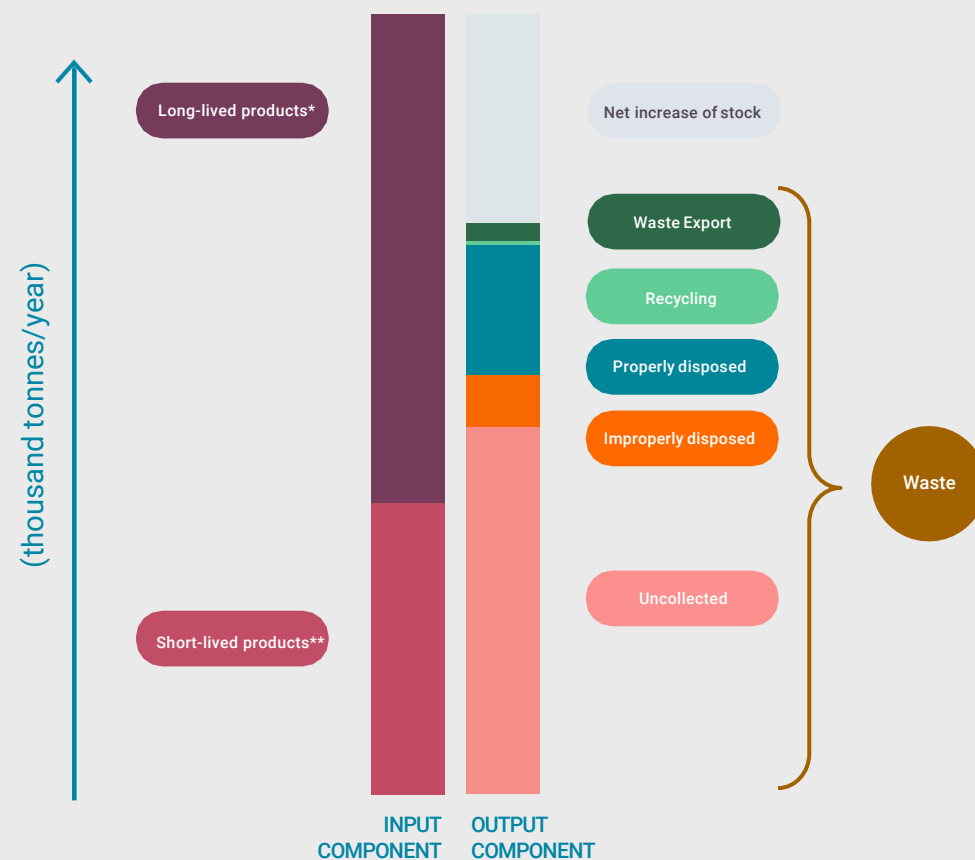 (thousand tonnes/year)
Long-lived products*
Short-lived products**
Net increase of stock
Waste Export
Recycling
Properly disposed
Improperly disposed
Uncollected
Waste
INPUT
COMPONENT
OUTPUT
COMPONENT